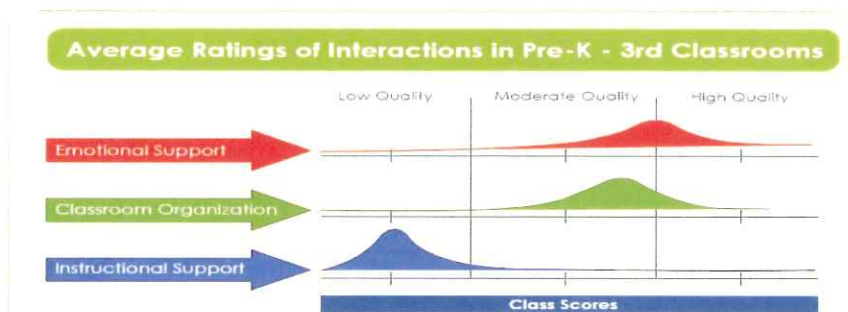 Average Ratings of Interactions in Pre-K - 3rd Classrooms
Low Quality Moderate Quality High Quality
Emotional Support
Classroom Organization
Instructional Support
Class Scores